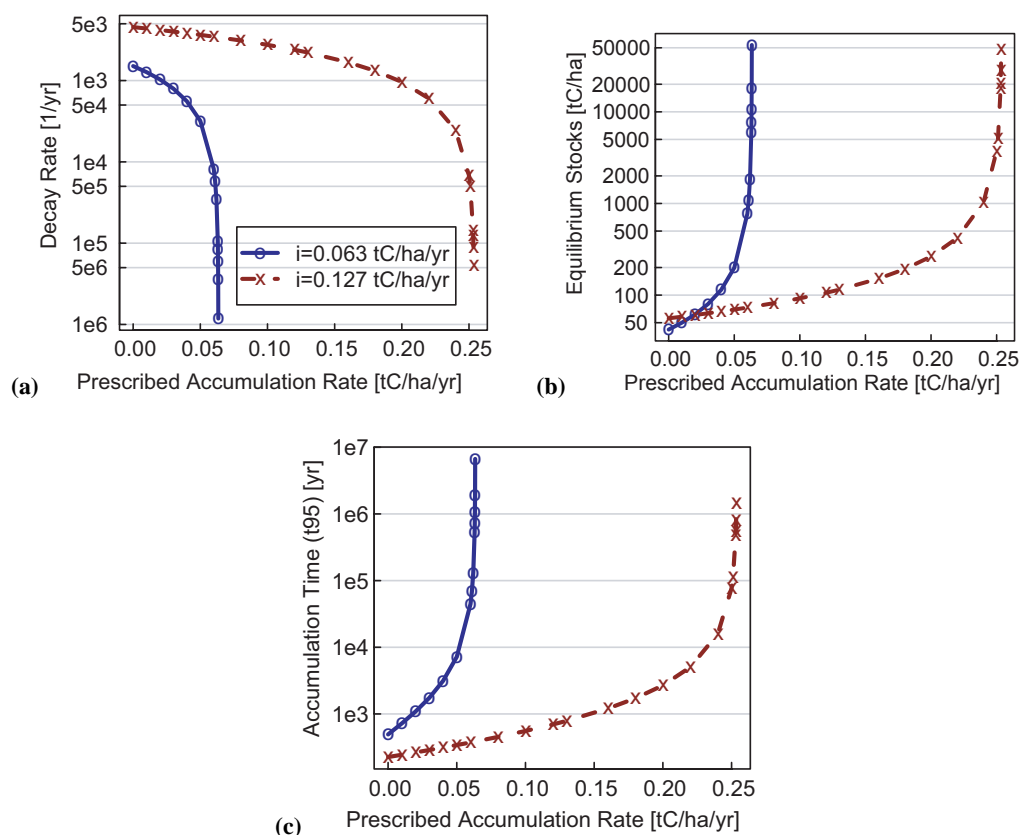 Decay Rate [1/yr]
5e3
1e3
5e4
1e4
5e5
1e5
5e6
1e6
i=0.063 tC/ha/yr
i=0.127 tC/ha/yr
0.00 0.05 0.10 0.15 0.20 0.25
Prescribed Accumulation Rate [tC/ha/yr]
(a)
Equilibrium Stocks [tC/ha]
50000
20000
5000
2000
1000
500
200
100
50
0.00 0.05 0.10 0.15 0.20 0.25
Prescribed Accumulation Rate [tC/ha/yr]
(b)
Accumulation Time (t95) [yr]
1e7
1e6
1e5
1e4
1e3
0.00 0.05 0.10 0.15 0.20 0.25
Prescribed Accumulation Rate [tC/ha/yr]
(c)